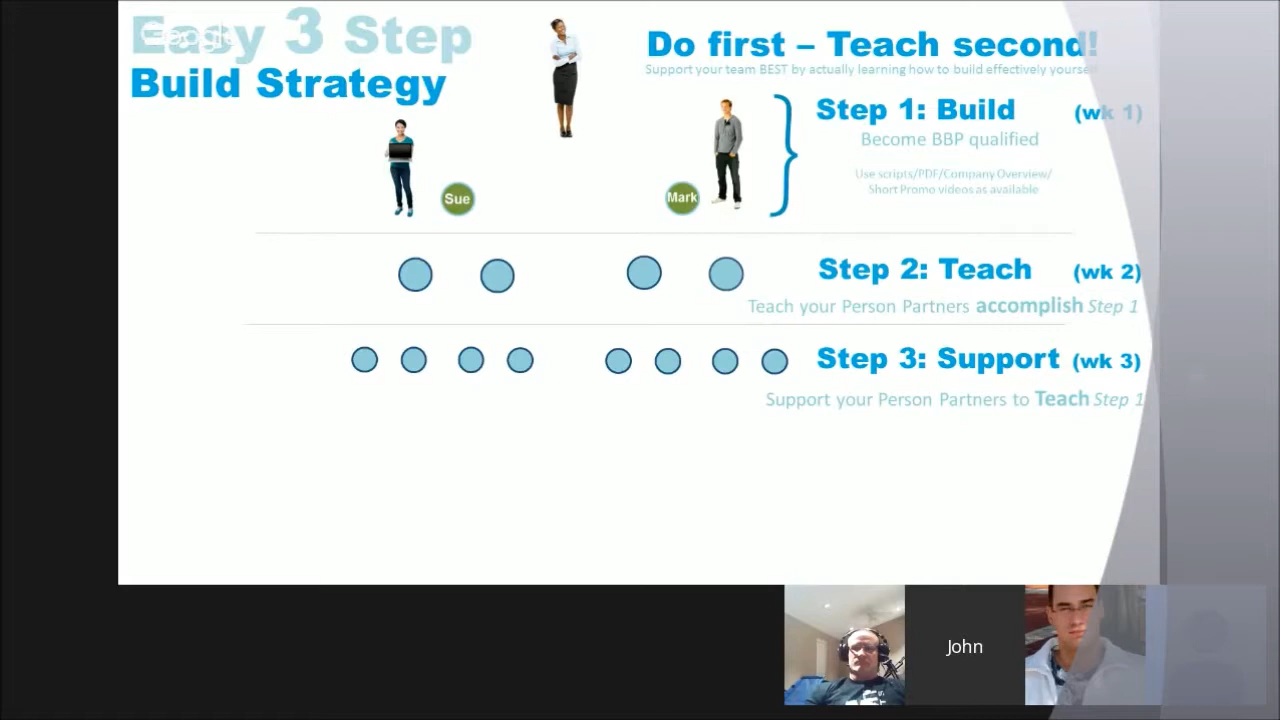 Google
Easy 3 Step
Build Strategy
Do first – Teach second!
Support your team BEST by actually learning how to build effectively yourself
Step 1: Build (wk 1)
Become BBP qualified
Use scripts/PDF/Company Overview/
Short Promo videos as available
Sue
Mark
Step 2: Teach (wk 2)
Teach your Person Partners accomplish Step 1
Step 3: Support (wk 3)
Support your Person Partners to Teach Step 1
John